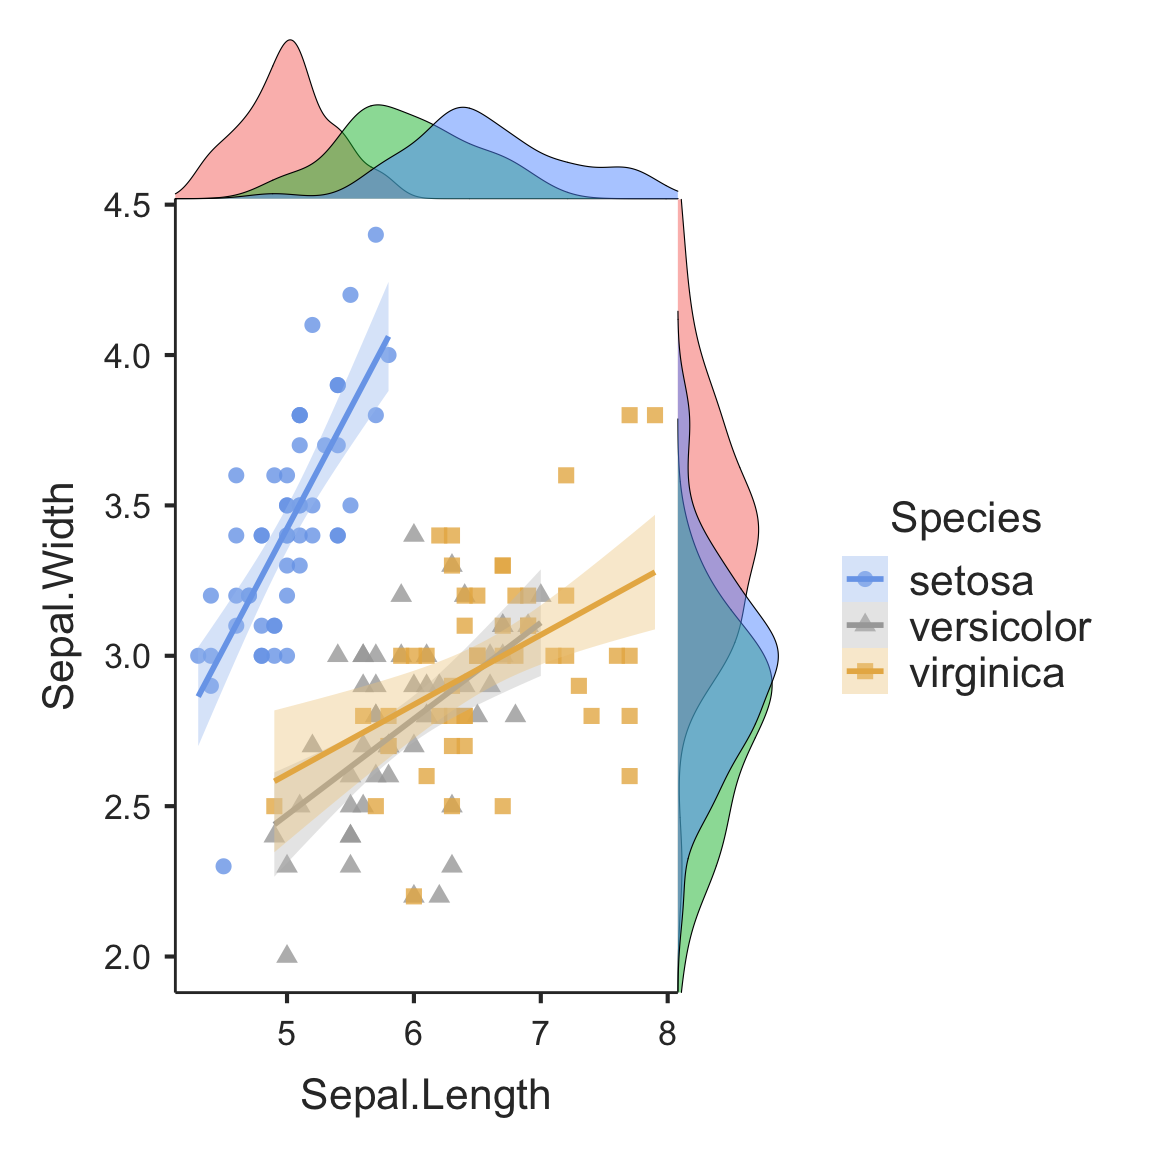 4.5
4.0
3.5
3.0
2.5
2.0
Sepal.Width
5 6 7 8
Sepal.Length
Species
setosa
versicolor
virginica